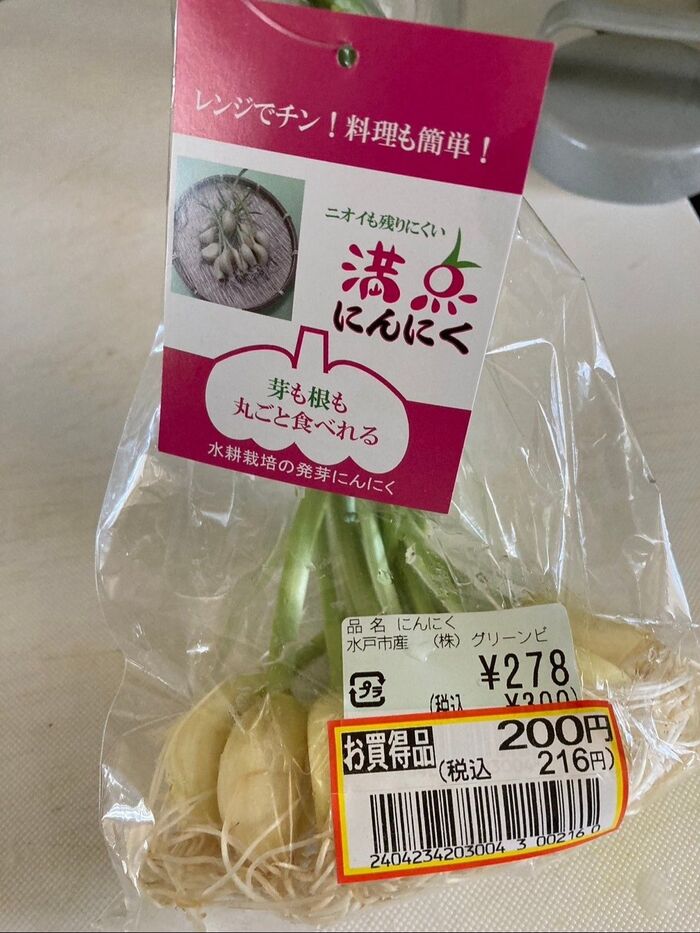 レンジでチン！料理も簡単！
ニオイも残りにくい
満点
にんにく
芽も根も
丸ごと食べれる
水耕栽培の発芽にんにく
品 名 にんにく
水戸市産 （株）グリーンビ
¥278
(税込 ¥300)
プラ
お買得品
200円
(税込 216円)
2404234203004 3 00216 0